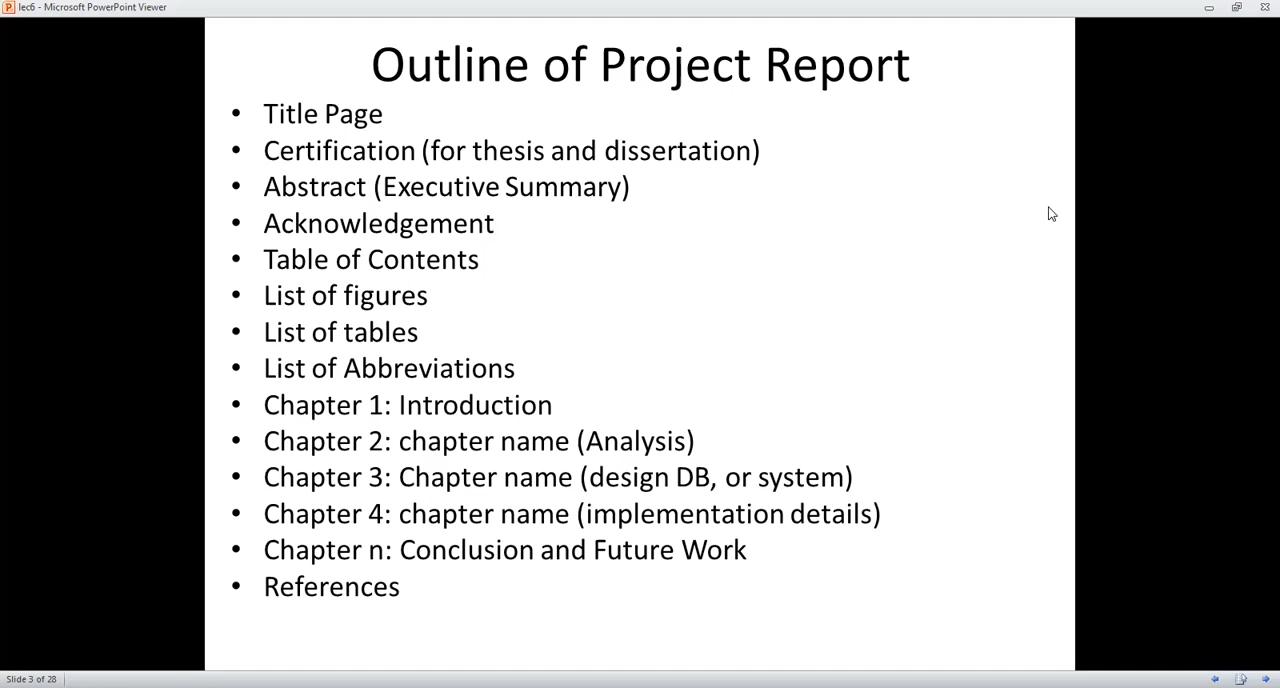 lec6 - Microsoft PowerPoint Viewer
Outline of Project Report
• Title Page
• Certification (for thesis and dissertation)
• Abstract (Executive Summary)
• Acknowledgement
• Table of Contents
• List of figures
• List of tables
• List of Abbreviations
• Chapter 1: Introduction
• Chapter 2: chapter name (Analysis)
• Chapter 3: Chapter name (design DB, or system)
• Chapter 4: chapter name (implementation details)
• Chapter n: Conclusion and Future Work
• References
Slide 3 of 28